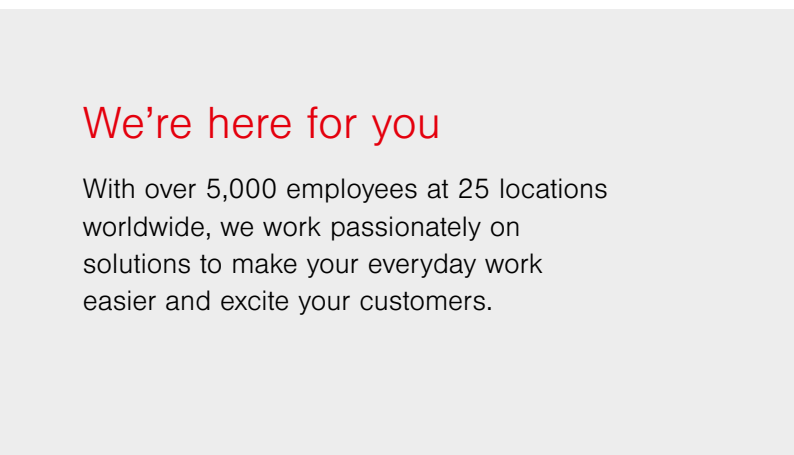 We’re here for you
With over 5,000 employees at 25 locations
worldwide, we work passionately on
solutions to make your everyday work
easier and excite your customers.